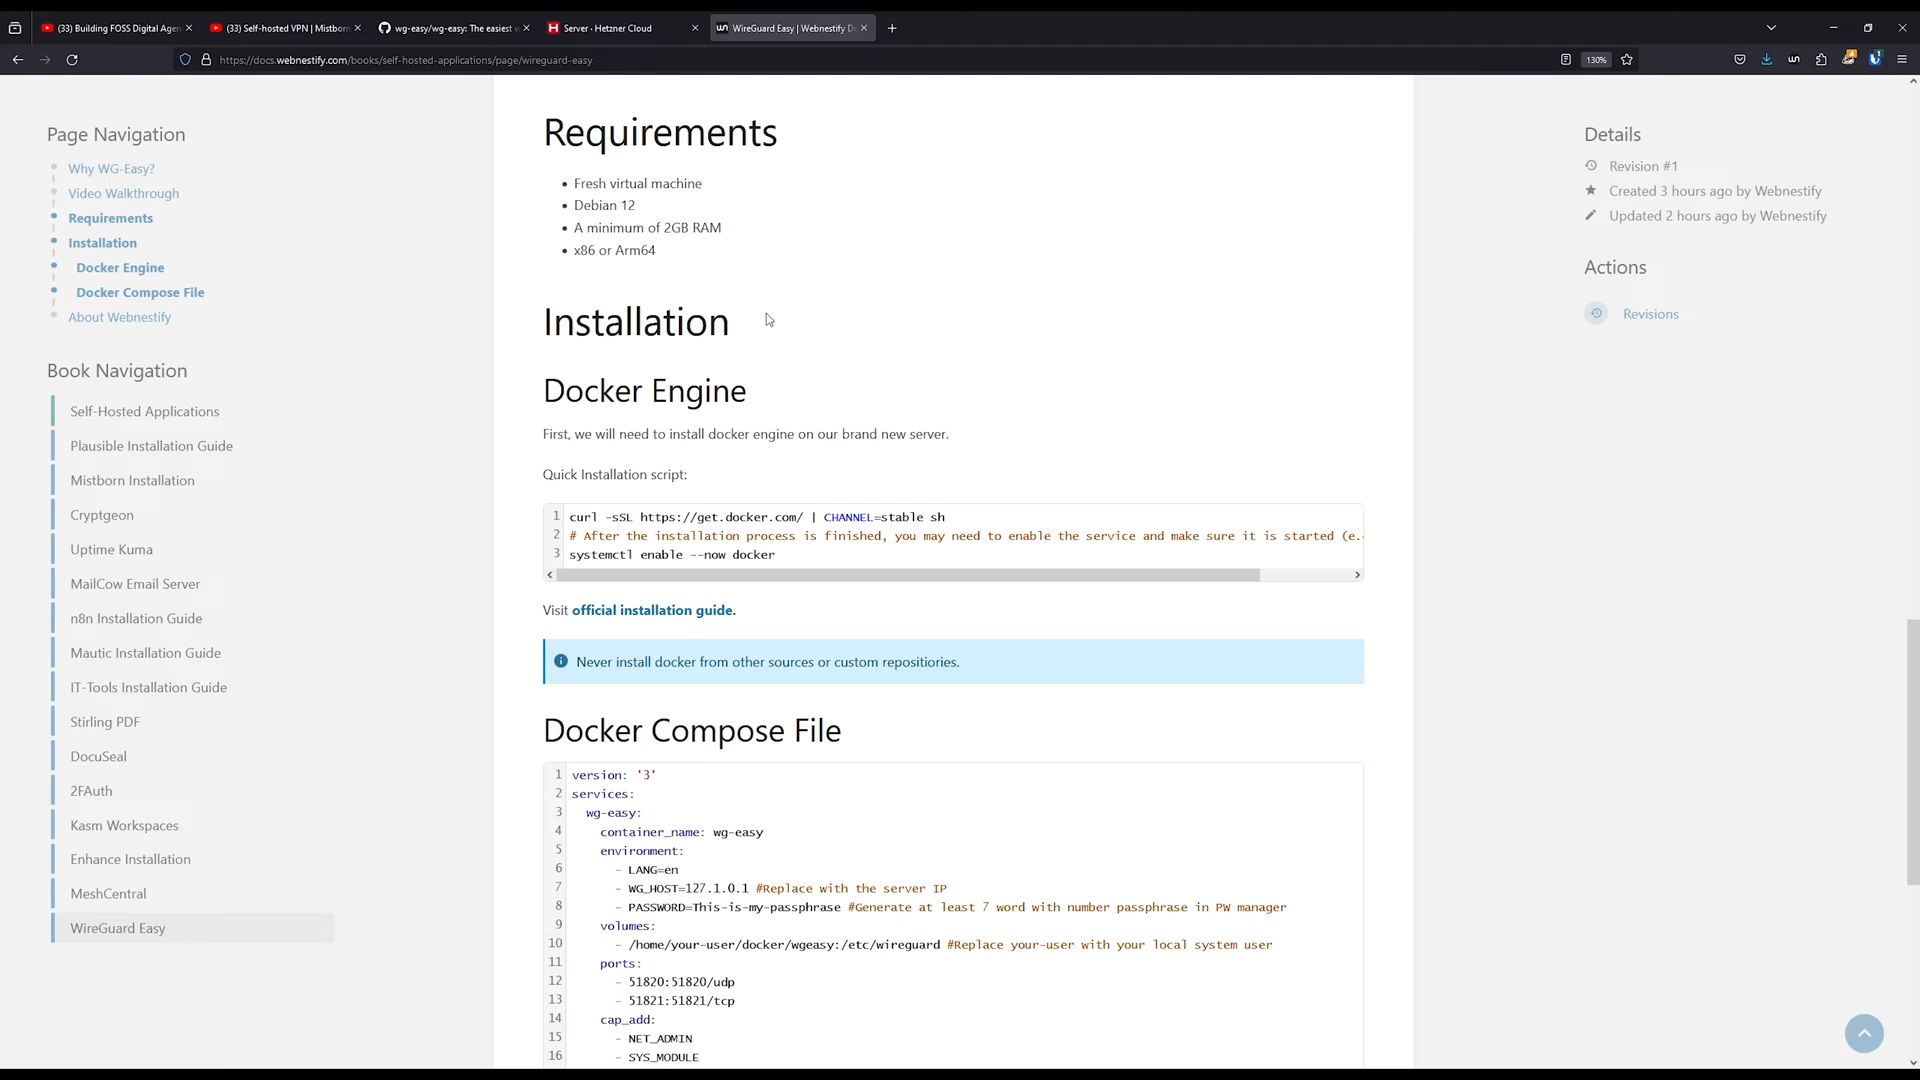 (33) Building FOSS Digital Agen
(33) Self-hosted VPN | Mistborn
wg-easy/wg-easy: The easiest w
Server · Hetzner Cloud
WireGuard Easy | Webnestify Do
https://docs.webnestify.com/books/self-hosted-applications/page/wireguard-easy
130%
4
1
Page Navigation
Why WG-Easy?
Video Walkthrough
Requirements
Installation
Docker Engine
Docker Compose File
About Webnestify
Book Navigation
Self-Hosted Applications
Plausible Installation Guide
Mistborn Installation
Cryptgeon
Uptime Kuma
MailCow Email Server
n8n Installation Guide
Mautic Installation Guide
IT-Tools Installation Guide
Stirling PDF
DocuSeal
2FAuth
Kasm Workspaces
Enhance Installation
MeshCentral
WireGuard Easy
Requirements
Fresh virtual machine
Debian 12
A minimum of 2GB RAM
x86 or Arm64
Installation
Docker Engine
First, we will need to install docker engine on our brand new server.
Quick Installation script:
1 curl -sSL https://get.docker.com/ | CHANNEL=stable sh
2 # After the installation process is finished, you may need to enable the service and make sure it is started (e.
3 systemctl enable --now docker
Visit official installation guide.
Never install docker from other sources or custom repositiories.
Docker Compose File
1 version: '3'
2 services:
3 wg-easy:
4 container_name: wg-easy
5 environment:
6 - LANG=en
7 - WG_HOST=127.1.0.1 #Replace with the server IP
8 - PASSWORD=This-is-my-passphrase #Generate at least 7 word with number passphrase in PW manager
9 volumes:
10 - /home/your-user/docker/wgeasy:/etc/wireguard #Replace your-user with your local system user
11 ports:
12 - 51820:51820/udp
13 - 51821:51821/tcp
14 cap_add:
15 - NET_ADMIN
16 - SYS_MODULE
Details
Revision #1
Created 3 hours ago by Webnestify
Updated 2 hours ago by Webnestify
Actions
Revisions